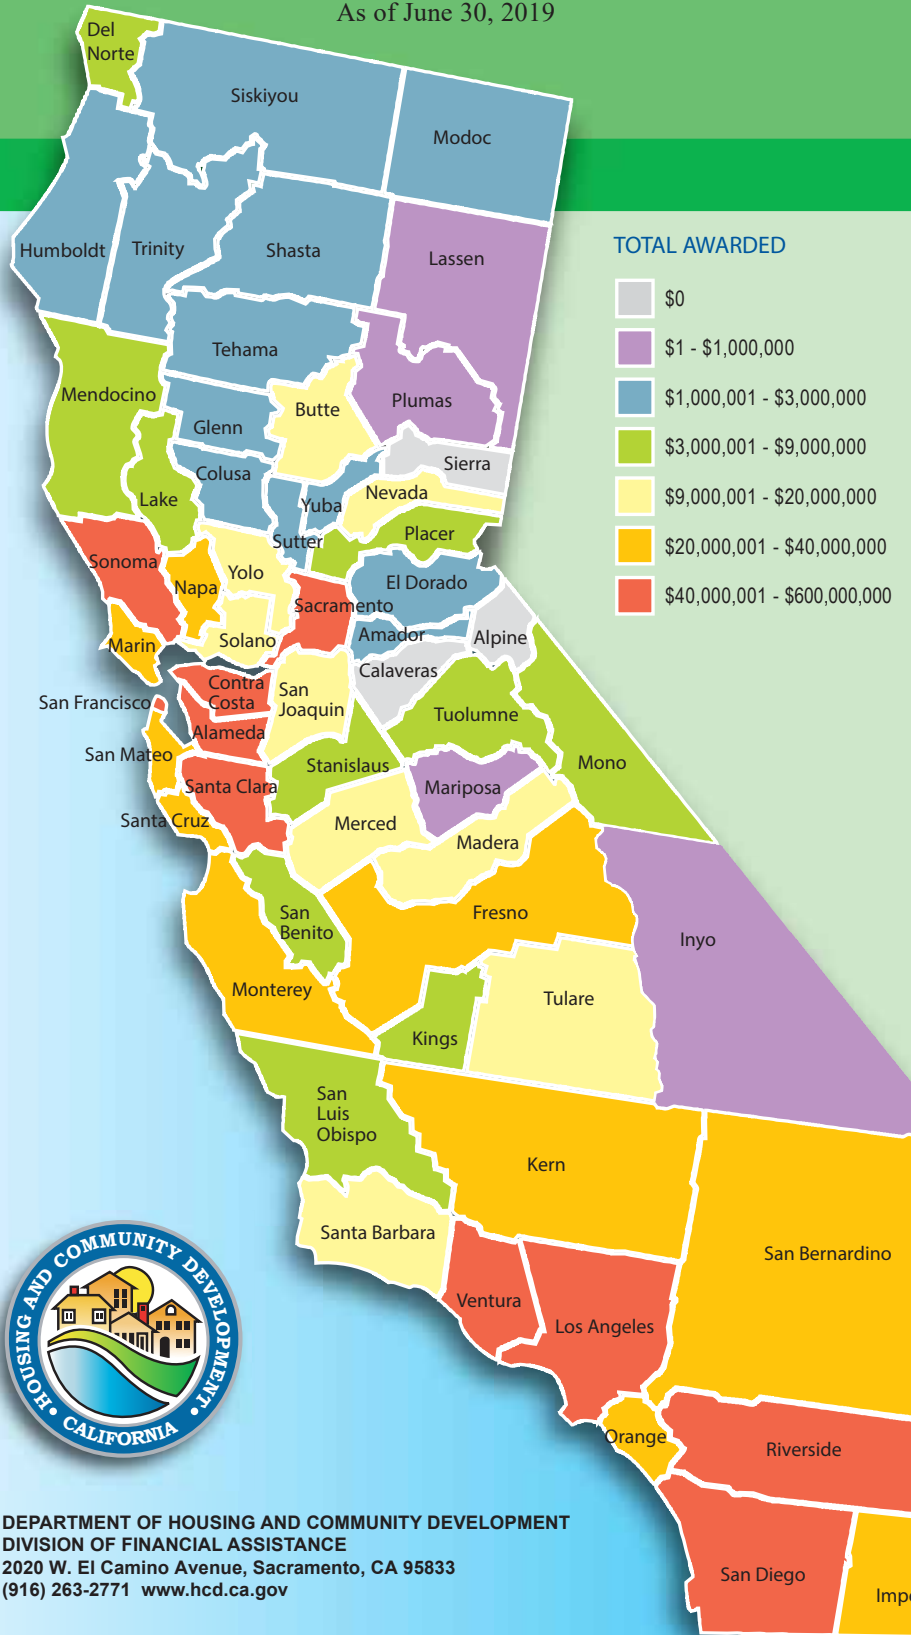 As of June 30, 2019
Del
Norte
Siskiyou
Modoc
Humboldt
Trinity
Shasta
Lassen
TOTAL AWARDED
$0
$1 - $1,000,000
$1,000,001 - $3,000,000
$3,000,001 - $9,000,000
$9,000,001 - $20,000,000
$20,000,001 - $40,000,000
$40,000,001 - $600,000,000
Tehama
Mendocino
Butte
Plumas
Glenn
Colusa
Sierra
Lake
Yuba
Nevada
Sutter
Placer
Sonoma
Napa
Yolo
El Dorado
Sacramento
Marin
Solano
Amador
Alpine
Calaveras
San Francisco
Contra
Costa
San
Joaquin
Tuolumne
Alameda
San Mateo
Stanislaus
Mono
Santa Clara
Mariposa
Santa Cruz
Merced
Madera
San
Benito
Fresno
Inyo
Monterey
Tulare
Kings
San
Luis
Obispo
Kern
Santa Barbara
San Bernardino
Ventura
Los Angeles
Orange
Riverside
San Diego
Impe
HOUSING AND COMMUNITY DEVELOPMENT
• CALIFORNIA •
DEPARTMENT OF HOUSING AND COMMUNITY DEVELOPMENT
DIVISION OF FINANCIAL ASSISTANCE
2020 W. El Camino Avenue, Sacramento, CA 95833
(916) 263-2771 www.hcd.ca.gov